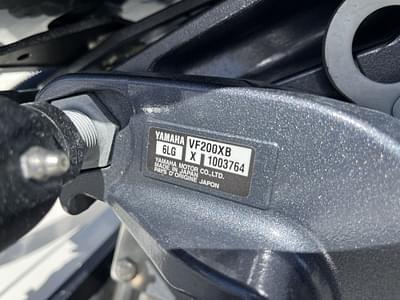 YAMAHA VF200XB
6LG X 1003764
YAMAHA MOTOR CO.,LTD.
MADE IN JAPAN
PAYS D'ORIGINE JAPON